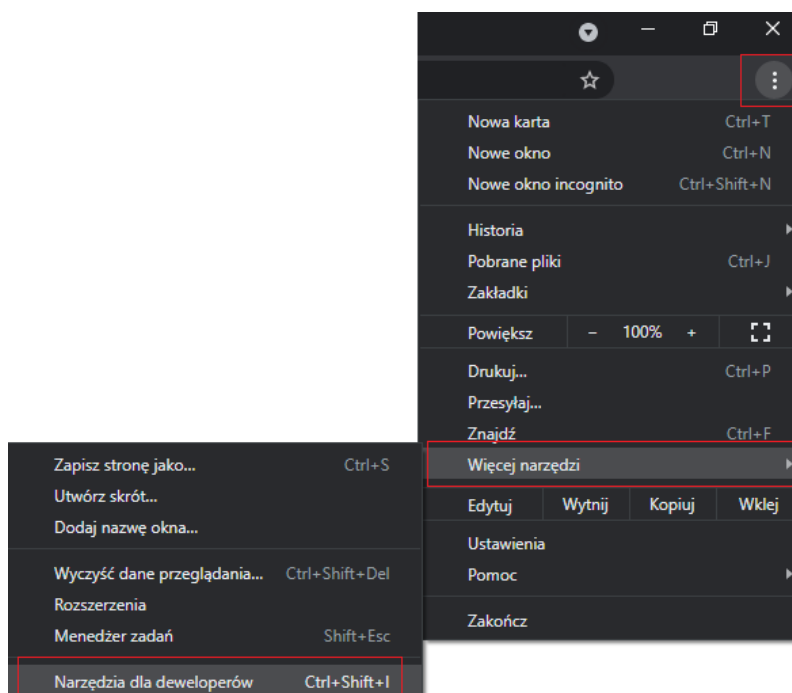 Nowa karta Ctrl+T
Nowe okno Ctrl+N
Nowe okno incognito Ctrl+Shift+N
Historia
Pobrane pliki Ctrl+J
Zakładki
Powiększ – 100% +
Drukuj... Ctrl+P
Przesyłaj...
Znajdź Ctrl+F
Więcej narzędzi
Edytuj Wytnij Kopiuj Wklej
Ustawienia
Pomoc
Zakończ
Zapisz stronę jako... Ctrl+S
Utwórz skrót...
Dodaj nazwę okna...
Wyczyść dane przeglądania... Ctrl+Shift+Del
Rozszerzenia
Menedżer zadań Shift+Esc
Narzędzia dla deweloperów Ctrl+Shift+I